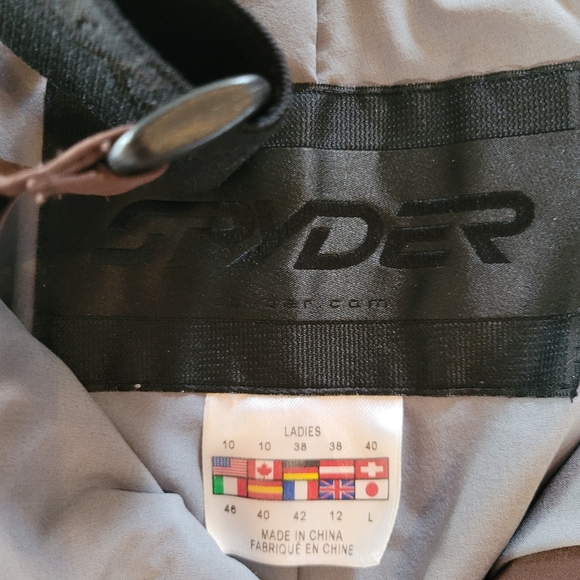 SPYDER
LADIES
10 10 38 38 40
46 40 42 12 L
MADE IN CHINA
FABRIQUÉ EN CHINE